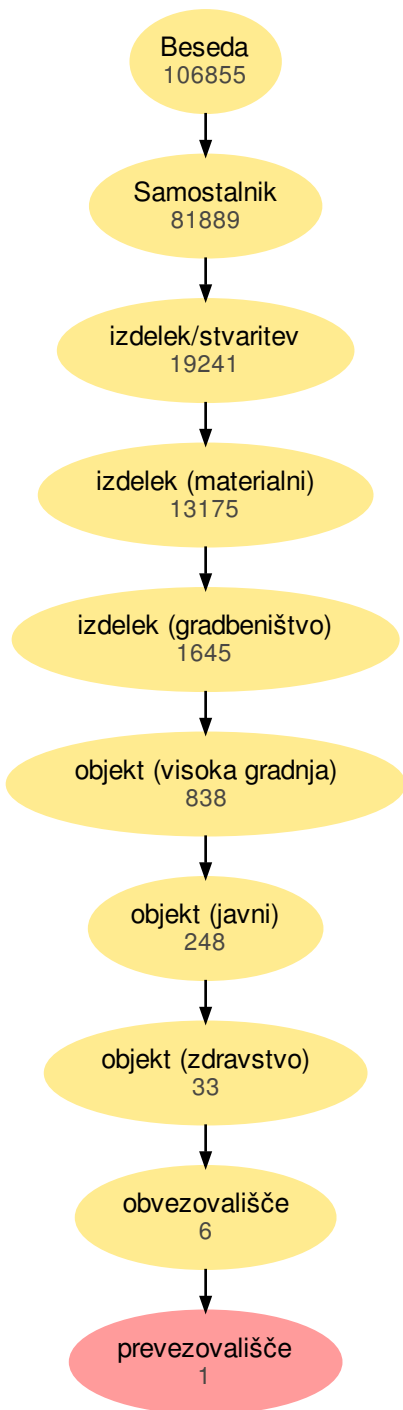 Beseda
106855
Samostalnik
81889
izdelek/stvaritev
19241
izdelek (materialni)
13175
izdelek (gradbeništvo)
1645
objekt (visoka gradnja)
838
objekt (javni)
248
objekt (zdravstvo)
33
obvezovališče
6
prevezovališče
1